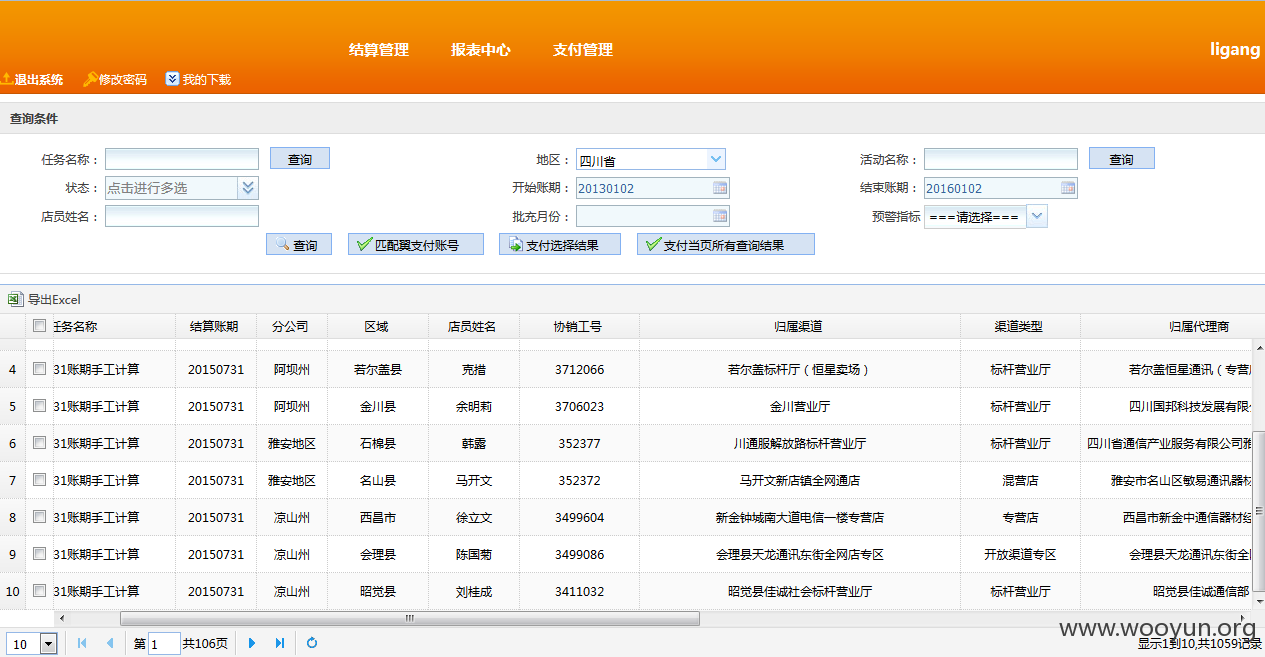 结算管理 报表中心 支付管理 ligang
退出系统 修改密码 我的下载
查询条件
任务名称： 查询 地区： 四川省 活动名称： 查询
状态： 点击进行多选 开始账期： 20130102 结束账期： 20160102
店员姓名： 批充月份： 预警指标 ===请选择===
查询 匹配翼支付账号 支付选择结果 支付当页所有查询结果
导出Excel
任务名称 结算账期 分公司 区域 店员姓名 协销工号 归属渠道 渠道类型 归属代理商
4 31账期手工计算 20150731 阿坝州 若尔盖县 克措 3712066 若尔盖标杆厅（恒星卖场） 标杆营业厅 若尔盖恒星通讯（专营
5 31账期手工计算 20150731 阿坝州 金川县 余明莉 3706023 金川营业厅 标杆营业厅 四川国邦科技发展有限
6 31账期手工计算 20150731 雅安地区 石棉县 韩露 352377 川通服解放路标杆营业厅 标杆营业厅 四川省通信产业服务有限公司雅
7 31账期手工计算 20150731 雅安地区 名山县 马开文 352372 马开文新店镇全网通店 混营店 雅安市名山区敏易通讯器材
8 31账期手工计算 20150731 凉山州 西昌市 徐立文 3499604 新金钟城南大道电信一楼专营店 专营店 西昌市新金中通信器材经
9 31账期手工计算 20150731 凉山州 会理县 陈国菊 3499086 会理县天龙通讯东街全网店专区 开放渠道专区 会理县天龙通讯东街全
10 31账期手工计算 20150731 凉山州 昭觉县 刘桂成 3411032 昭觉县佳诚社会标杆营业厅 标杆营业厅 昭觉县佳诚通信部
www.wooyun.org
10 第 1 共106页 显示1到10,共1059记录